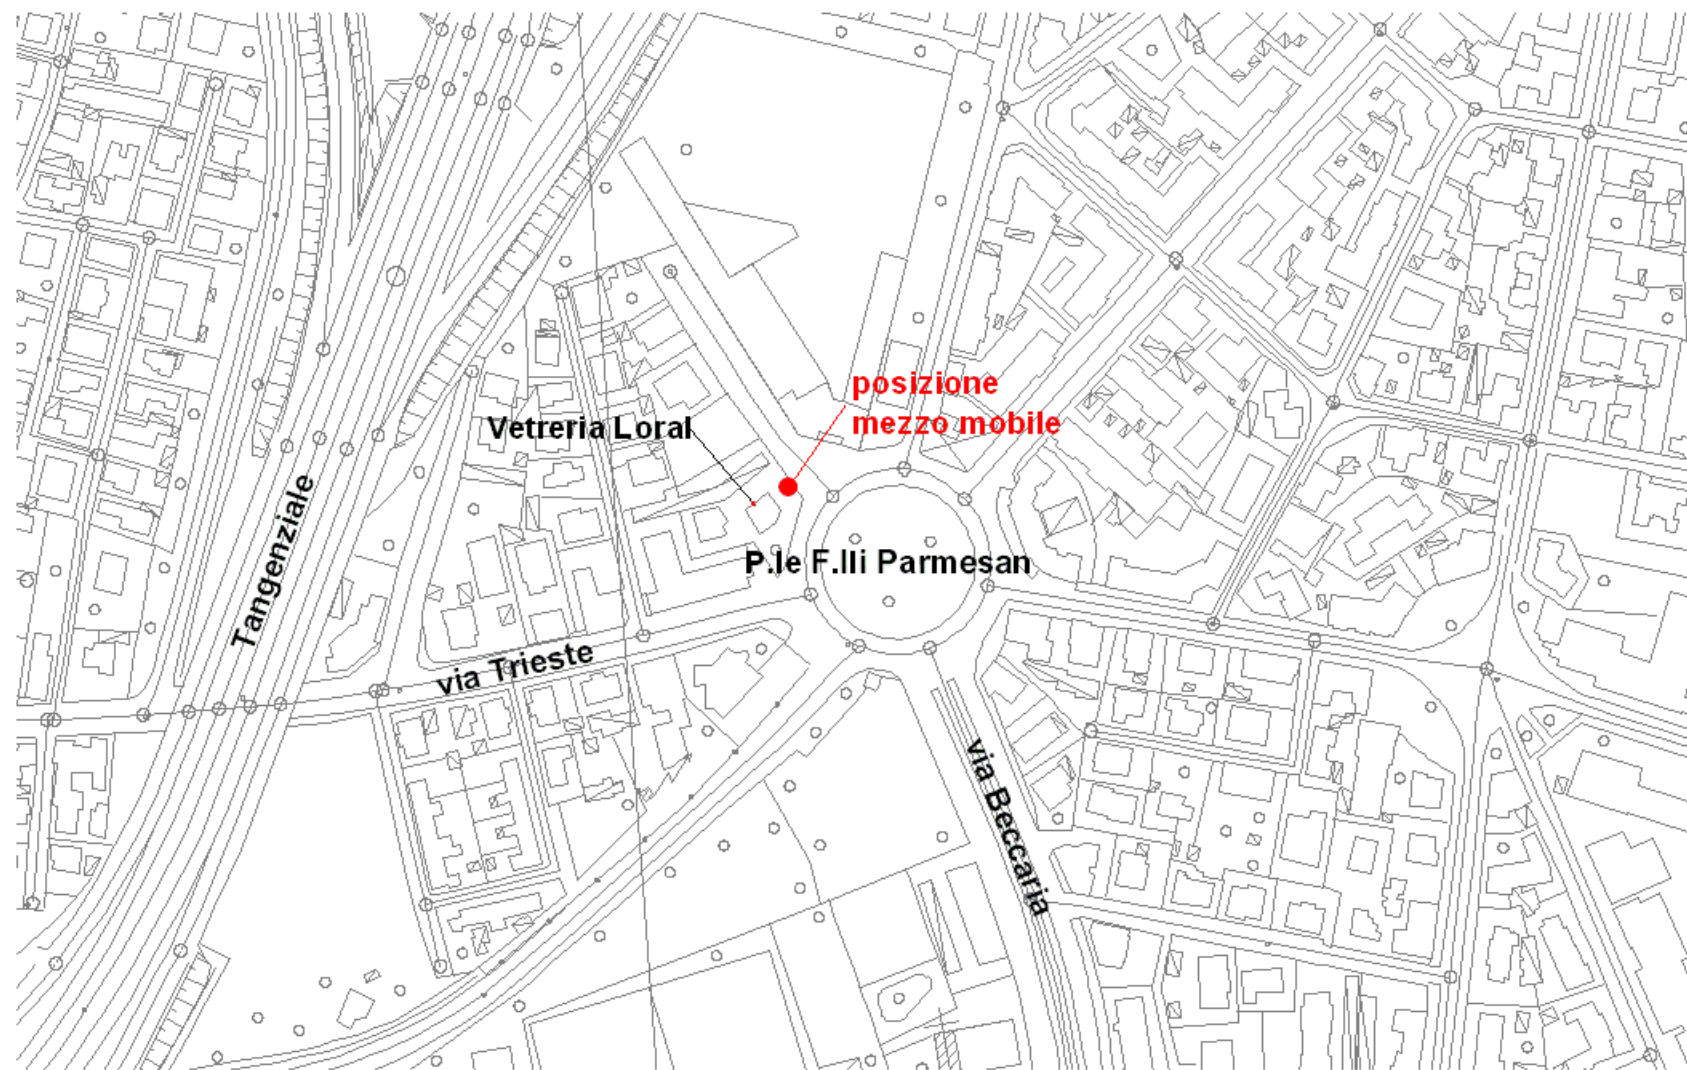 posizione
mezzo mobile
Vetreria Loral
Tangenziale
P.le F.lli Parmesan
via Trieste
via Beccaria